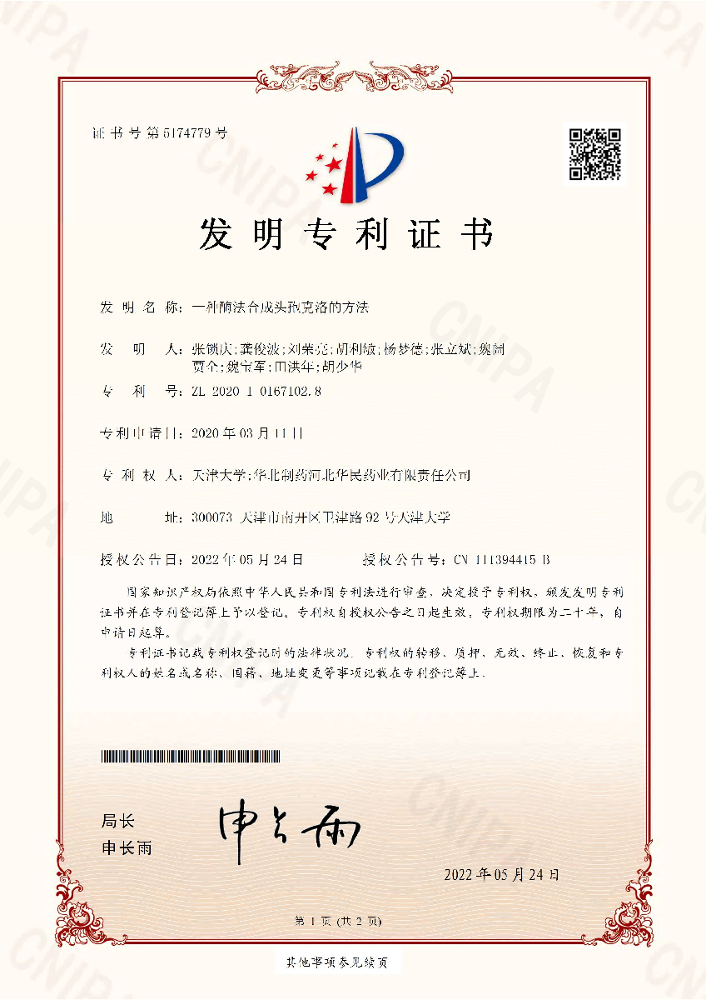 证书号第5174779号
发明专利证书
发明名称：一种酶法合成头孢克洛的方法
发明人：张锁庆;龚俊波;刘荣亮;胡利敏;杨梦德;张立斌;魏闹
贾全;魏宝军;田洪年;胡少华
专利号：ZL 2020 1 0167102.8
专利申请日：2020年03月11日
专利权人：天津大学;华北制药河北华民药业有限责任公司
地址：300073 天津市南开区卫津路92号天津大学
授权公告日：2022年05月24日 授权公告号：CN 111394415 B
国家知识产权局依照中华人民共和国专利法进行审查，决定授予专利权，颁发发明专利
证书并在专利登记簿上予以登记。专利权自授权公告之日起生效。专利权期限为二十年，自
申请日起算。
专利证书记载专利权登记时的法律状况。专利权的转移、质押、无效、终止、恢复和专
利权人的姓名或名称、国籍、地址变更等事项记载在专利登记簿上。
局长
申长雨
申长雨
2022年05月24日
第 1 页 (共 2 页)
其他事项参见续页
CNIPA